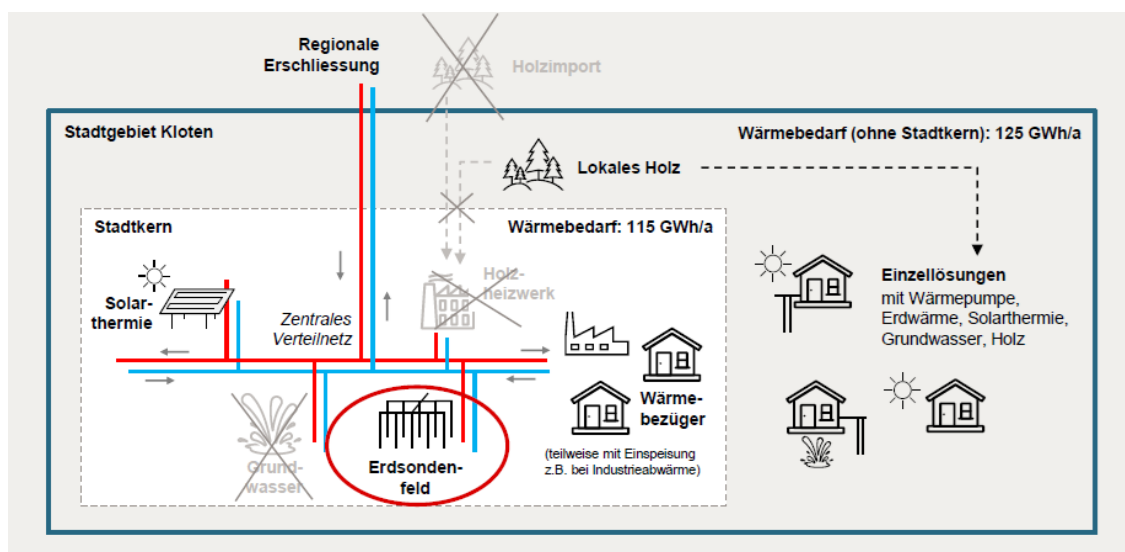 Regionale
Erschliessung
Holzimport
Stadtgebiet Kloten
Wärmebedarf (ohne Stadtkern): 125 GWh/a
Lokales Holz
Stadtkern
Wärmebedarf: 115 GWh/a
Solar-
thermie
Holz-
heizwerk
Zentrales
Verteilnetz
Einzellösungen
mit Wärmepumpe,
Erdwärme, Solarthermie,
Grundwasser, Holz
Wärme-
bezüger
(teilweise mit Einspeisung
z.B. bei Industrieabwärme)
Grund-
wasser
Erdsonden-
feld